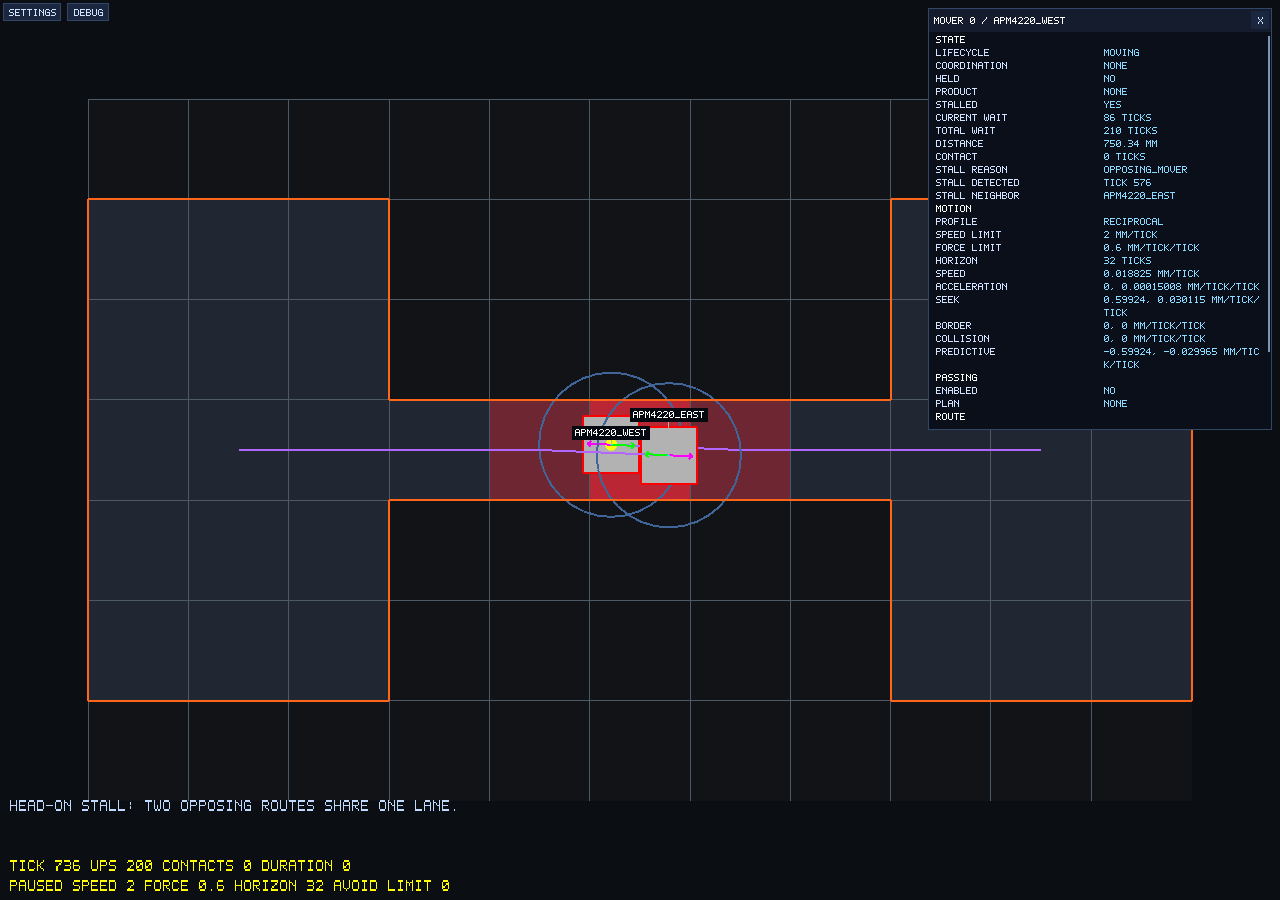 SETTINGS DEBUG
MOVER 0 / APM4220_WEST X
STATE
LIFECYCLE MOVING
COORDINATION NONE
HELD NO
PRODUCT NONE
STALLED YES
CURRENT WAIT 86 TICKS
TOTAL WAIT 210 TICKS
DISTANCE 750.34 MM
CONTACT 0 TICKS
STALL REASON OPPOSING_MOVER
STALL DETECTED TICK 576
STALL NEIGHBOR APM4220_EAST
MOTION
PROFILE RECIPROCAL
SPEED LIMIT 2 MM/TICK
FORCE LIMIT 0.6 MM/TICK/TICK
HORIZON 32 TICKS
SPEED 0.018825 MM/TICK
ACCELERATION 0, 0.00015008 MM/TICK/TICK
SEEK 0.59924, 0.030115 MM/TICK/
TICK
BORDER 0, 0 MM/TICK/TICK
COLLISION 0, 0 MM/TICK/TICK
PREDICTIVE -0.59924, -0.029965 MM/TIC
K/TICK
PASSING
ENABLED NO
PLAN NONE
ROUTE
APM4220_EAST
APM4220_WEST
HEAD-ON STALL: TWO OPPOSING ROUTES SHARE ONE LANE.
TICK 736 UPS 200 CONTACTS 0 DURATION 0
PAUSED SPEED 2 FORCE 0.6 HORIZON 32 AVOID LIMIT 0